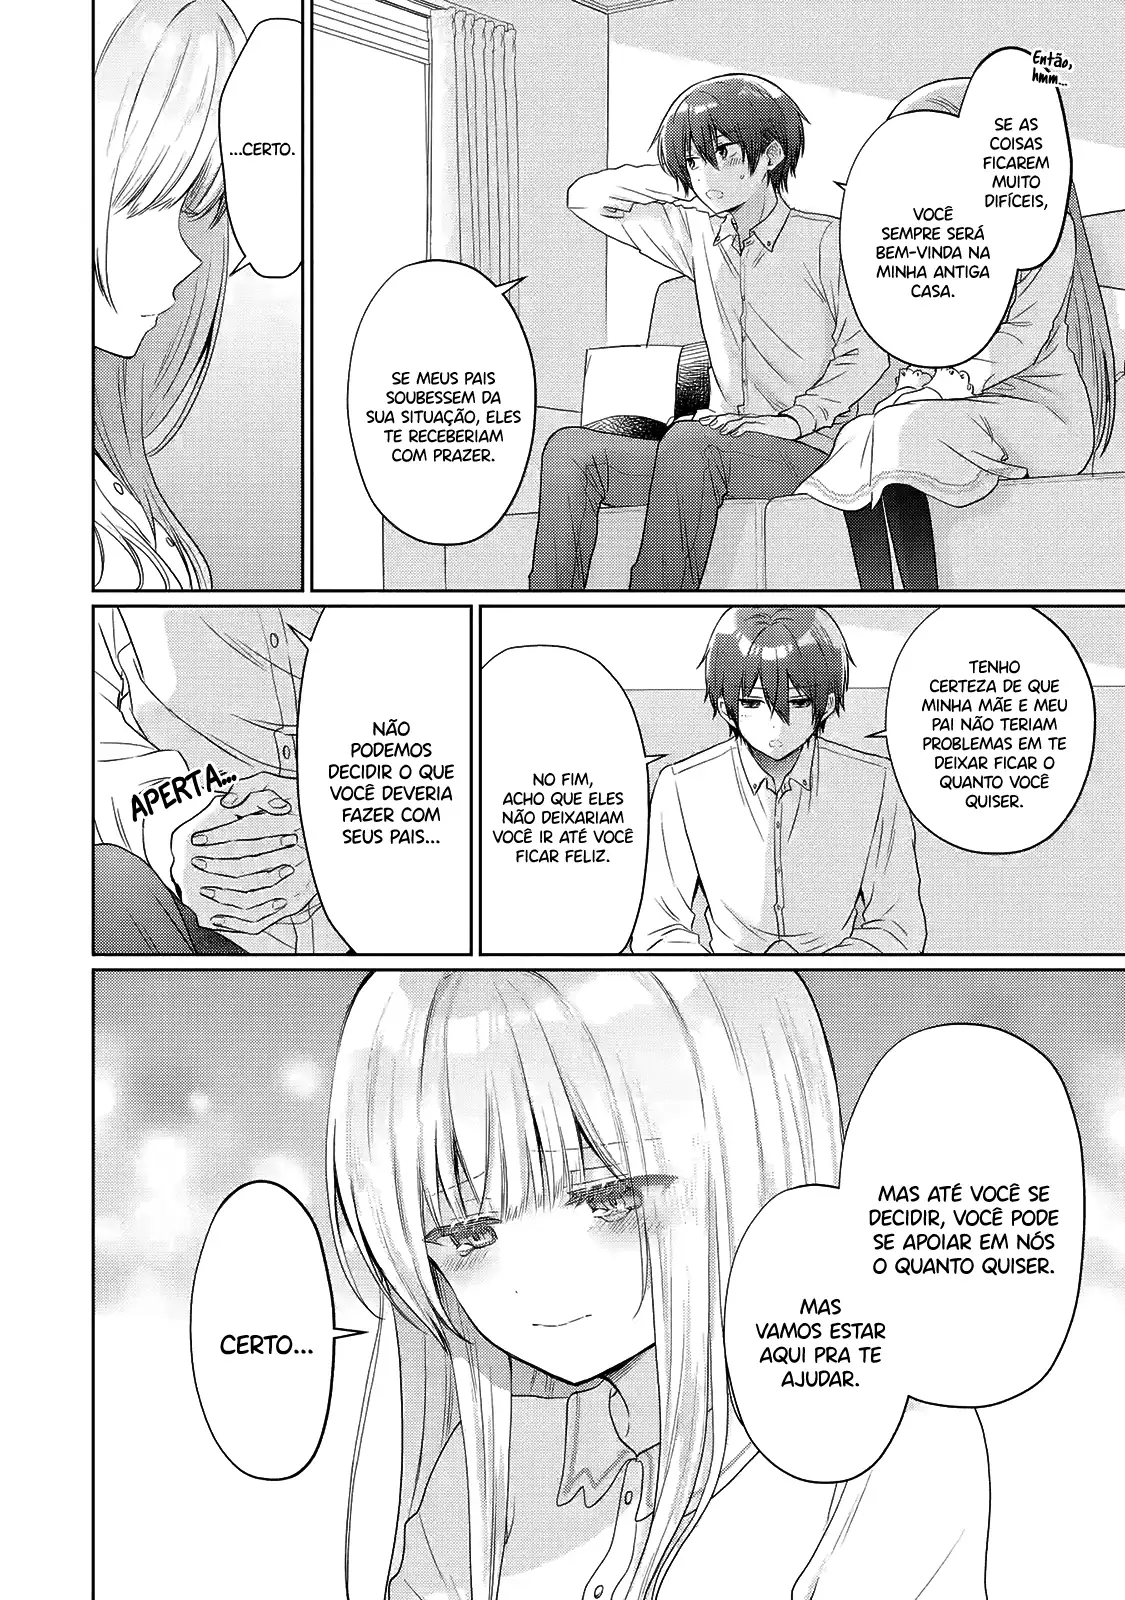 Então,
hmm...
SE AS
COISAS
FICAREM
MUITO
DIFÍCEIS,
VOCÊ
SEMPRE SERÁ
BEM-VINDA NA
MINHA ANTIGA
CASA.
SE MEUS PAIS
SOUBESSEM DA
SUA SITUAÇÃO, ELES
TE RECEBERIAM
COM PRAZER.
...CERTO.
TENHO
CERTEZA DE QUE
MINHA MÃE E MEU
PAI NÃO TERIAM
PROBLEMAS EM TE
DEIXAR FICAR O
QUANTO VOCÊ
QUISER.
NO FIM,
ACHO QUE ELES
NÃO DEIXARIAM
VOCÊ IR ATÉ VOCÊ
FICAR FELIZ.
NÃO
PODEMOS
DECIDIR O QUE
VOCÊ DEVERIA
FAZER COM
SEUS PAIS...
APERTA...
MAS ATÉ VOCÊ SE
DECIDIR, VOCÊ PODE
SE APOIAR EM NÓS
O QUANTO QUISER.
MAS
VAMOS ESTAR
AQUI PRA TE
AJUDAR.
CERTO...